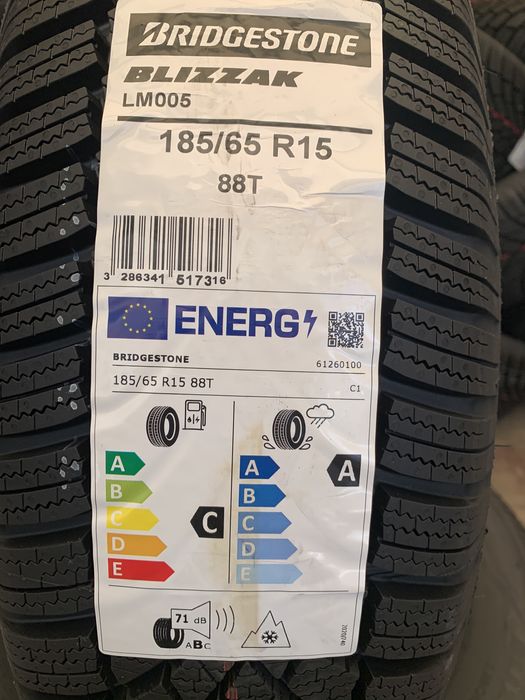 BRIDGESTONE
BLIZZAK
LM005
185/65 R15
88T
3 286341 517316
ENERG
BRIDGESTONE 61260100
185/65 R15 88T C1
A A
B B
C C
D D
E E
C
A
71 dB
ABC